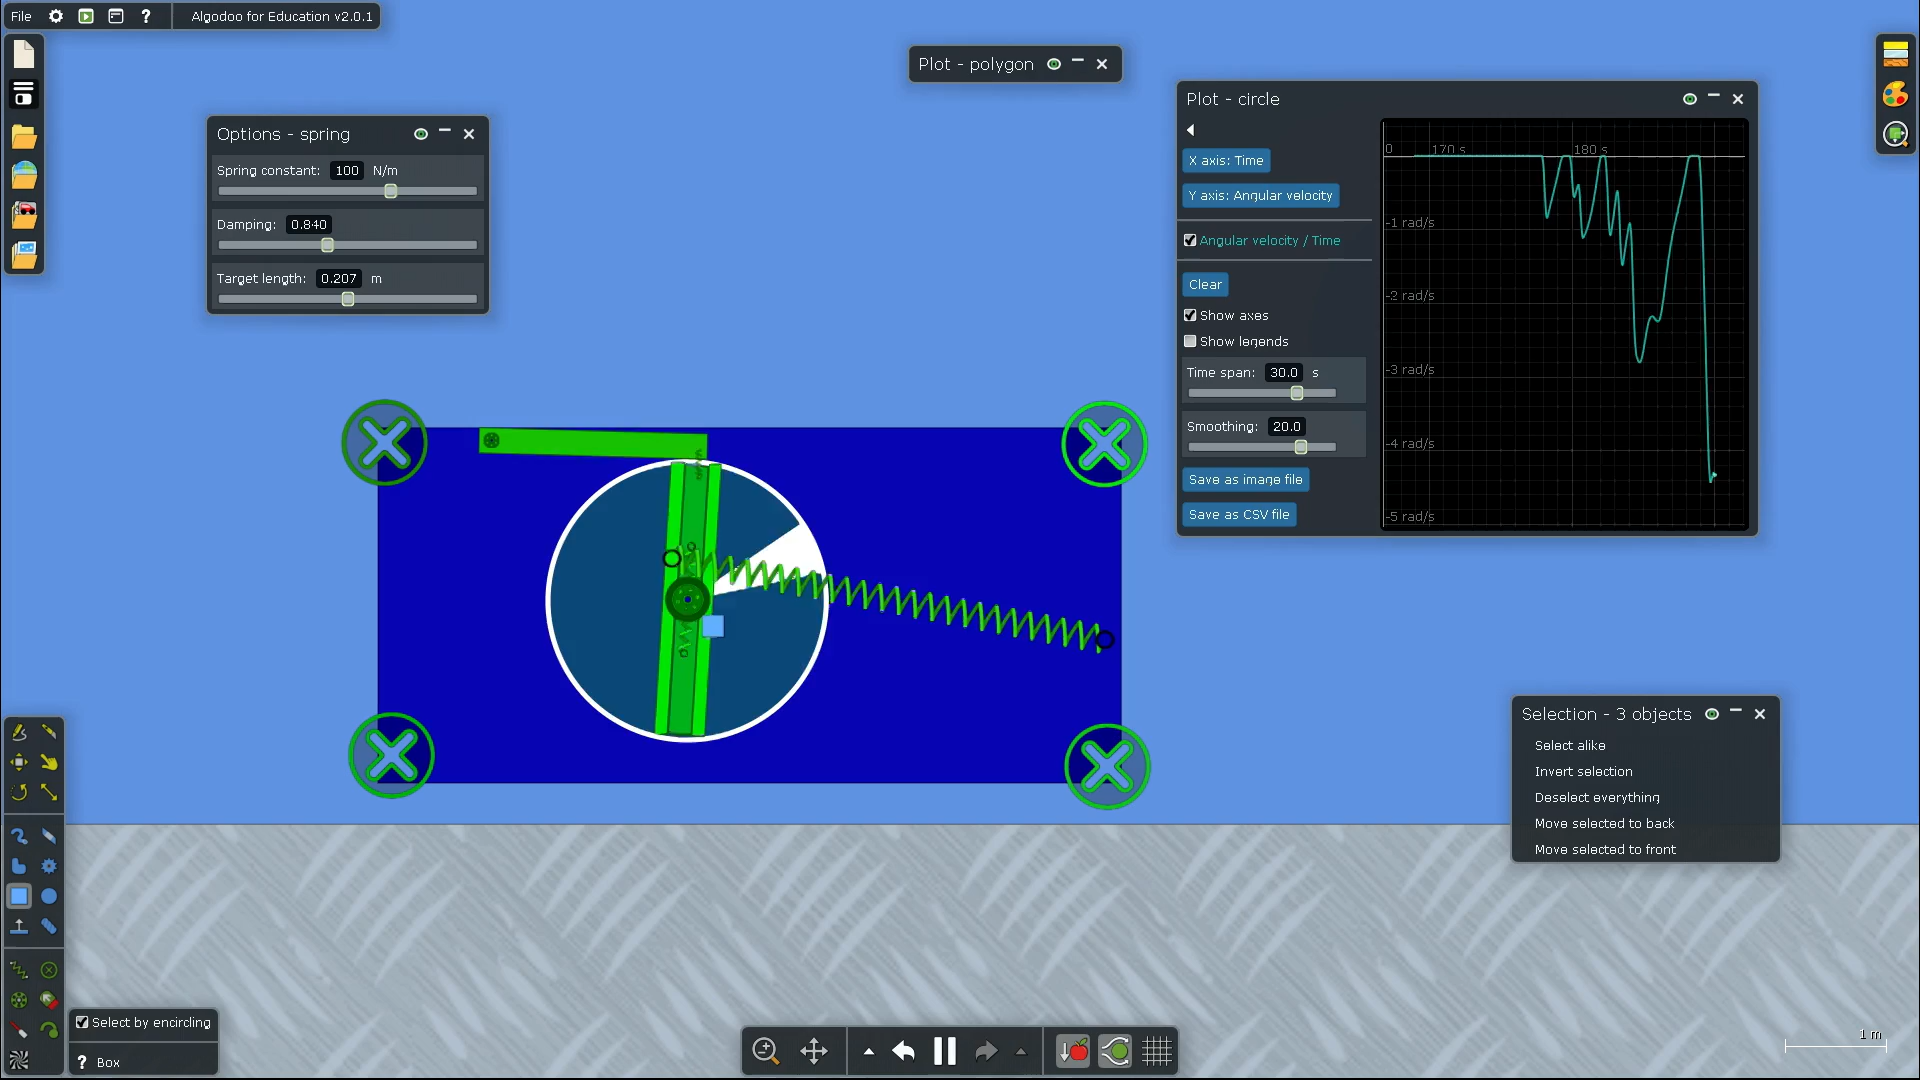 File ? Algodoo for Education v2.0.1
Plot - polygon
Plot - circle
X axis: Time
Y axis: Angular velocity
Angular velocity / Time
Clear
Show axes
Show legends
Time span: 30.0 s
Smoothing: 20.0
Save as image file
Save as CSV file
0 170 s 180 s
-1 rad/s
-2 rad/s
-3 rad/s
-4 rad/s
-5 rad/s
Options - spring
Spring constant: 100 N/m
Damping: 0.840
Target length: 0.207 m
Selection - 3 objects
Select alike
Invert selection
Deselect everything
Move selected to back
Move selected to front
Select by encircling
? Box
1 m